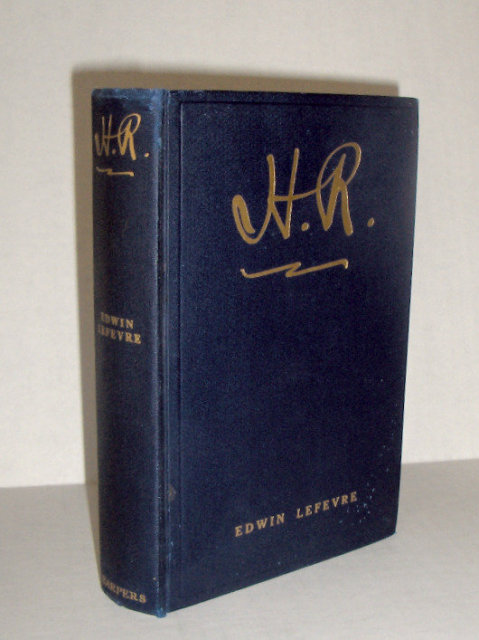 H.R.
EDWIN
LEFEVRE
HARPERS
H.R.
EDWIN LEFEVRE